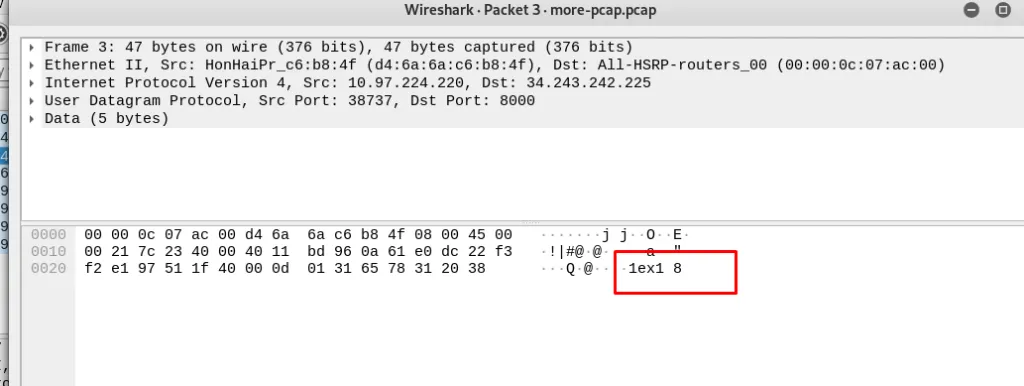 Wireshark · Packet 3 · more-pcap.pcap
Frame 3: 47 bytes on wire (376 bits), 47 bytes captured (376 bits)
Ethernet II, Src: HonHaiPr_c6:b8:4f (d4:6a:6a:c6:b8:4f), Dst: All-HSRP-routers_00 (00:00:0c:07:ac:00)
Internet Protocol Version 4, Src: 10.97.224.220, Dst: 34.243.242.225
User Datagram Protocol, Src Port: 38737, Dst Port: 8000
Data (5 bytes)
0000 00 00 0c 07 ac 00 d4 6a 6a c6 b8 4f 08 00 45 00 ·······j j··O··E·
0010 00 21 7c 23 40 00 40 11 bd 96 0a 61 e0 dc 22 f3 ·!|#@·@· ···a··"·
0020 f2 e1 97 51 1f 40 00 0d 01 31 65 78 31 20 38 ···Q·@·· ·1ex1 8